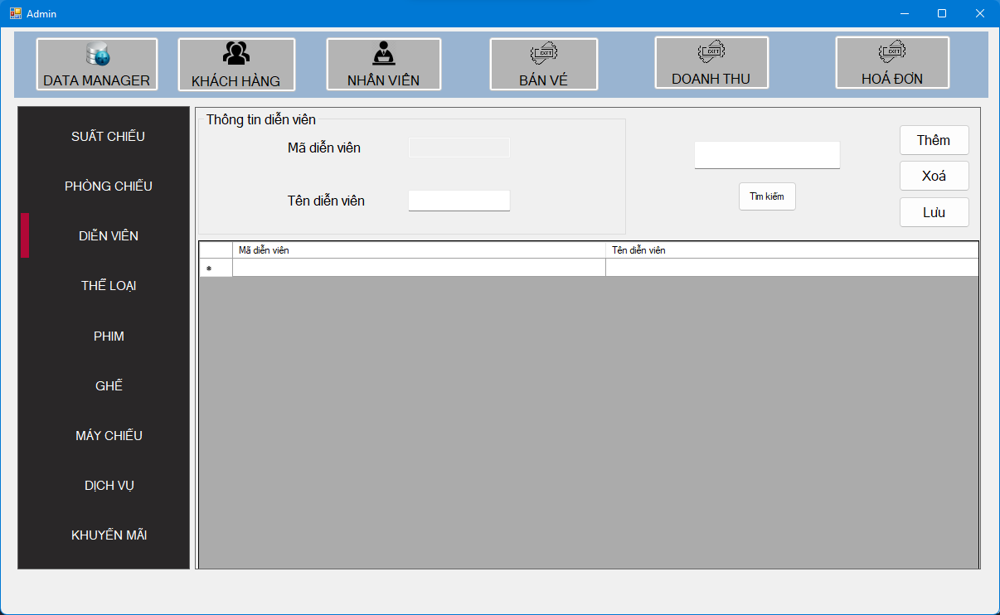 Admin
DATA MANAGER
KHÁCH HÀNG
NHÂN VIÊN
BÁN VÉ
DOANH THU
HOÁ ĐƠN
SUẤT CHIẾU
PHÒNG CHIẾU
DIỄN VIÊN
THỂ LOẠI
PHIM
GHẾ
MÁY CHIẾU
DỊCH VỤ
KHUYẾN MÃI
Thông tin diễn viên
Mã diễn viên
Tên diễn viên
Tìm kiếm
Thêm
Xoá
Lưu
Mã diễn viên
Tên diễn viên